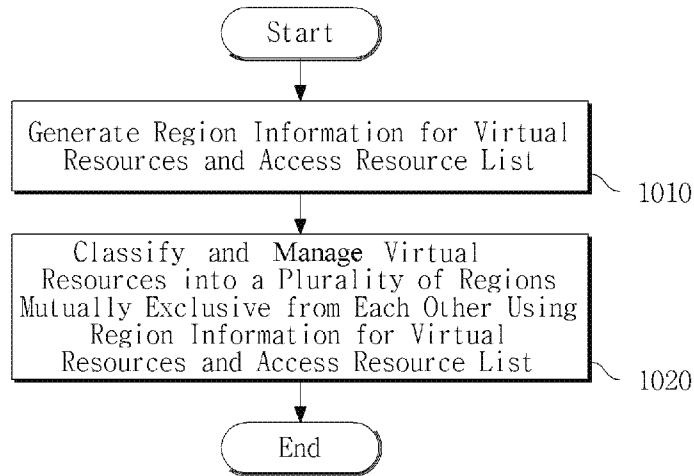 Start
Generate Region Information for Virtual
Resources and Access Resource List
1010
Classify and Manage Virtual
Resources into a Plurality of Regions
Mutually Exclusive from Each Other Using
Region Information for Virtual
Resources and Access Resource List
1020
End